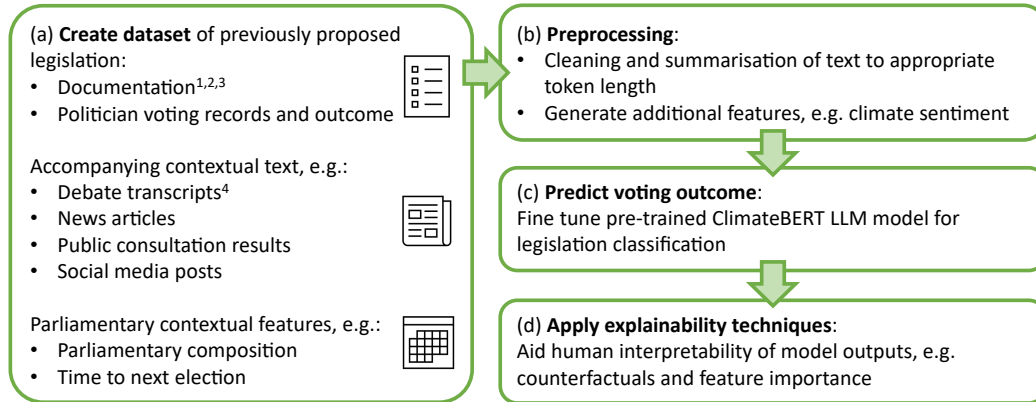 (a) Create dataset of previously proposed
legislation:
• Documentation1,2,3
• Politician voting records and outcome
Accompanying contextual text, e.g.:
• Debate transcripts4
• News articles
• Public consultation results
• Social media posts
Parliamentary contextual features, e.g.:
• Parliamentary composition
• Time to next election
(b) Preprocessing:
• Cleaning and summarisation of text to appropriate
token length
• Generate additional features, e.g. climate sentiment
(c) Predict voting outcome:
Fine tune pre-trained ClimateBERT LLM model for
legislation classification
(d) Apply explainability techniques:
Aid human interpretability of model outputs, e.g.
counterfactuals and feature importance